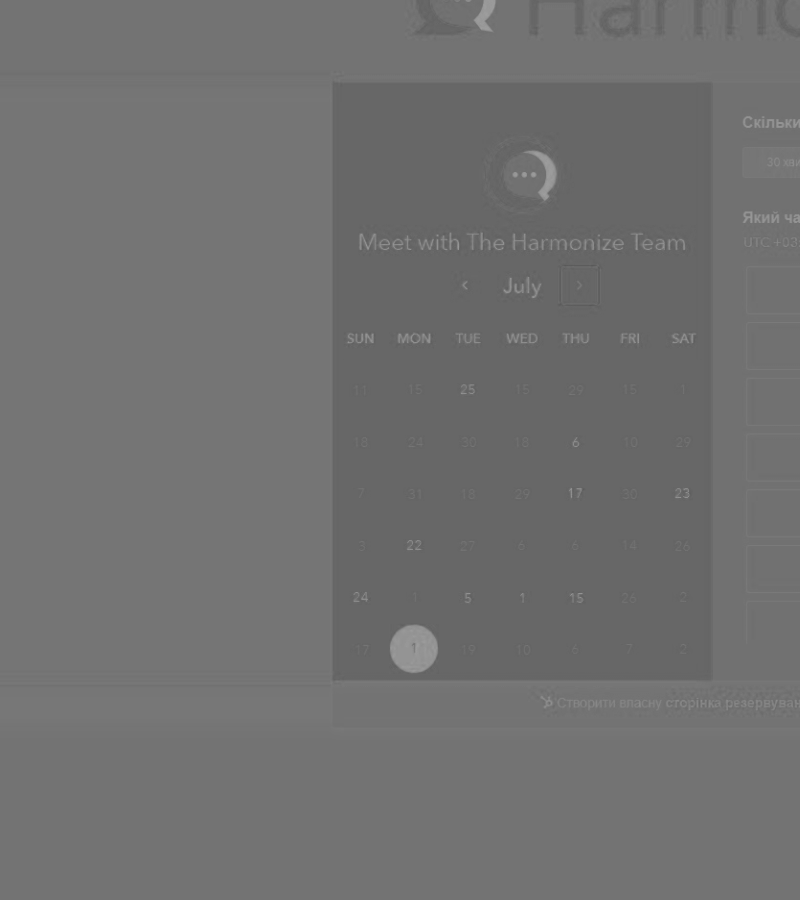 Harmo
Meet with The Harmonize Team
July
SUN MON TUE WED THU FRI SAT
11 15 25 15 29 15 1
18 24 30 18 6 10 29
7 31 18 29 17 30 23
3 22 27 6 6 14 26
24 1 5 1 15 26 2
17 1 19 10 6 7 2
Скільки
30 хв
Який ча
UTC +03:
Створити власну сторінка резервуван